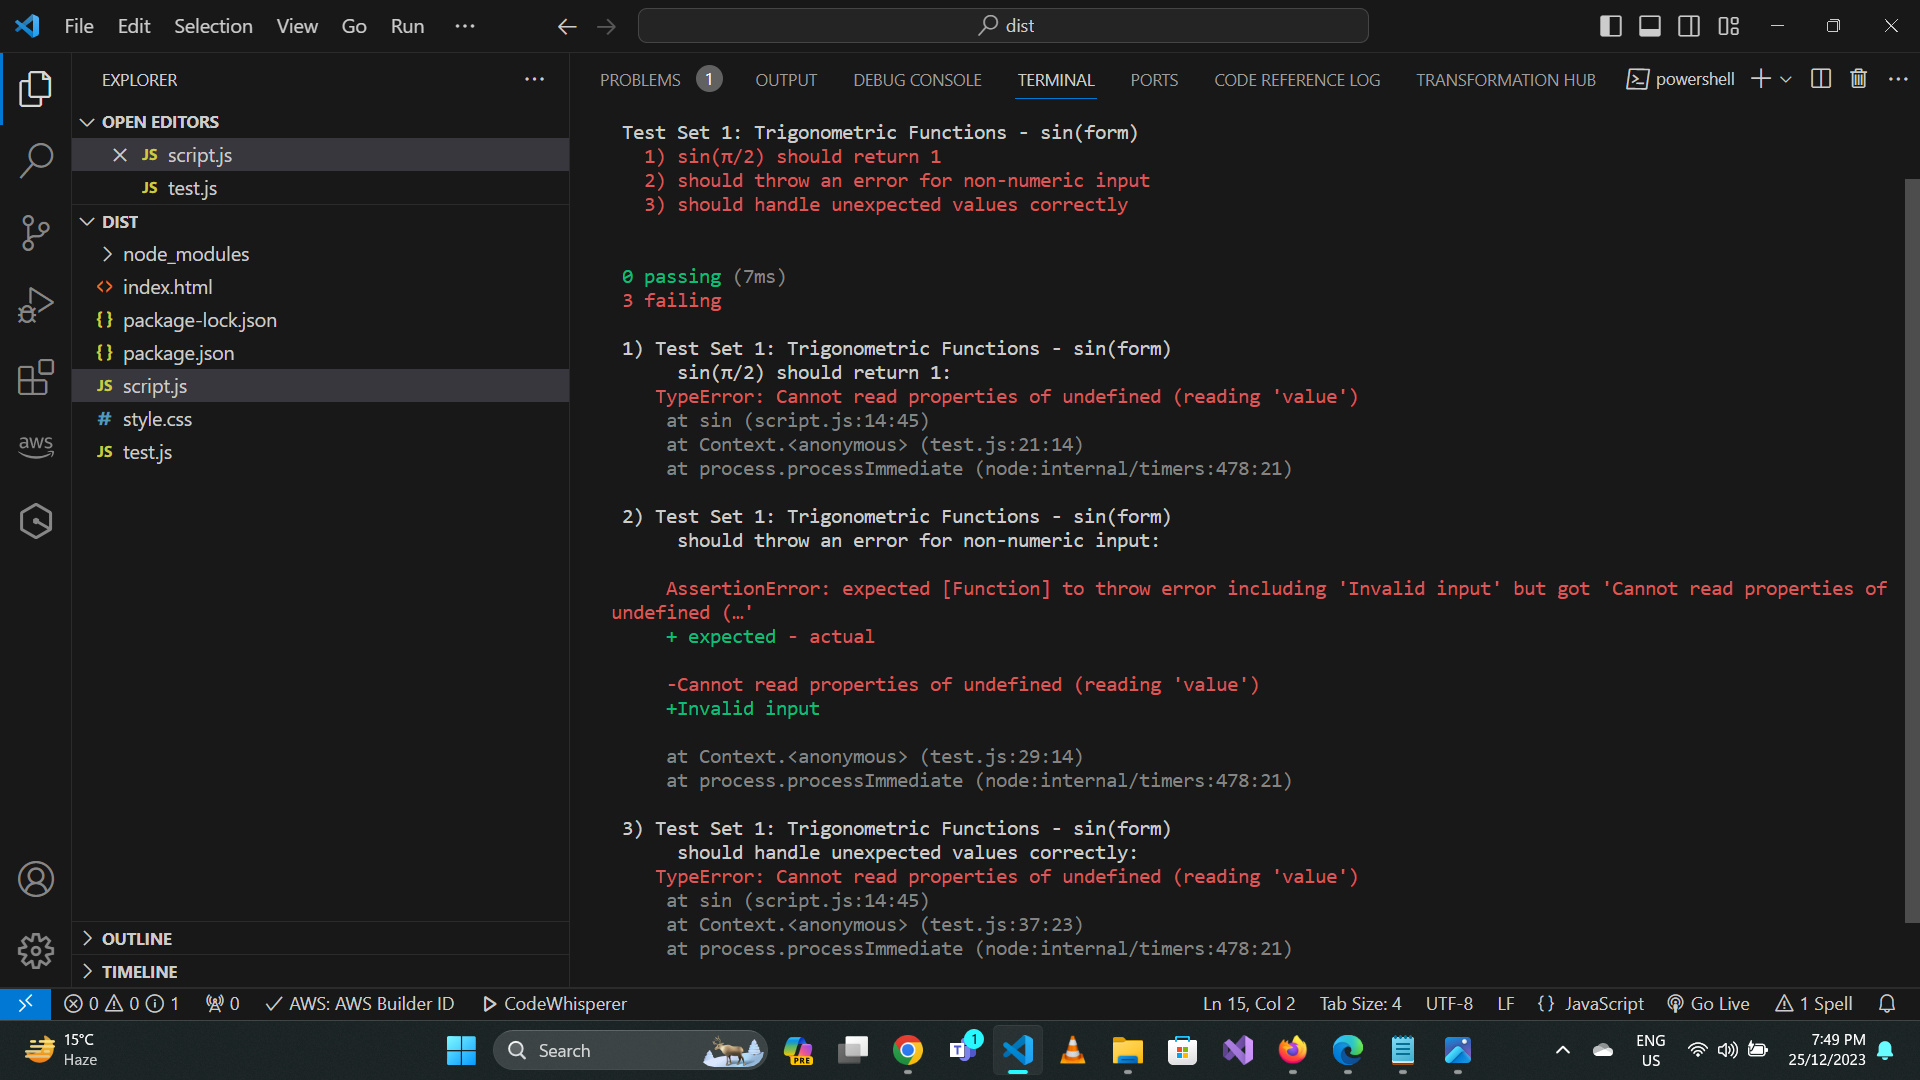 File Edit Selection View Go Run ··· dist
EXPLORER ···
OPEN EDITORS
JS script.js
JS test.js
DIST
node_modules
<> index.html
{} package-lock.json
{} package.json
JS script.js
# style.css
JS test.js
aws
OUTLINE
TIMELINE
PROBLEMS 1 OUTPUT DEBUG CONSOLE TERMINAL PORTS CODE REFERENCE LOG TRANSFORMATION HUB powershell
Test Set 1: Trigonometric Functions - sin(form)
1) sin(π/2) should return 1
2) should throw an error for non-numeric input
3) should handle unexpected values correctly
0 passing (7ms)
3 failing
1) Test Set 1: Trigonometric Functions - sin(form)
sin(π/2) should return 1:
TypeError: Cannot read properties of undefined (reading 'value')
at sin (script.js:14:45)
at Context.<anonymous> (test.js:21:14)
at process.processImmediate (node:internal/timers:478:21)
2) Test Set 1: Trigonometric Functions - sin(form)
should throw an error for non-numeric input:
AssertionError: expected [Function] to throw error including 'Invalid input' but got 'Cannot read properties of
undefined (…'
+ expected - actual
-Cannot read properties of undefined (reading 'value')
+Invalid input
at Context.<anonymous> (test.js:29:14)
at process.processImmediate (node:internal/timers:478:21)
3) Test Set 1: Trigonometric Functions - sin(form)
should handle unexpected values correctly:
TypeError: Cannot read properties of undefined (reading 'value')
at sin (script.js:14:45)
at Context.<anonymous> (test.js:37:23)
at process.processImmediate (node:internal/timers:478:21)
0 0 1 0 AWS: AWS Builder ID CodeWhisperer Ln 15, Col 2 Tab Size: 4 UTF-8 LF {} JavaScript Go Live 1 Spell
15°C
Haze
Search
PRE
1
ENG
US
7:49 PM
25/12/2023